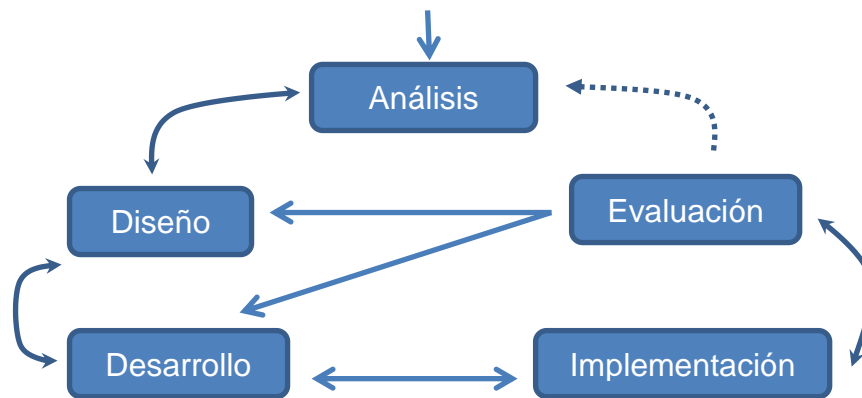 Análisis
Diseño
Evaluación
Desarrollo
Implementación